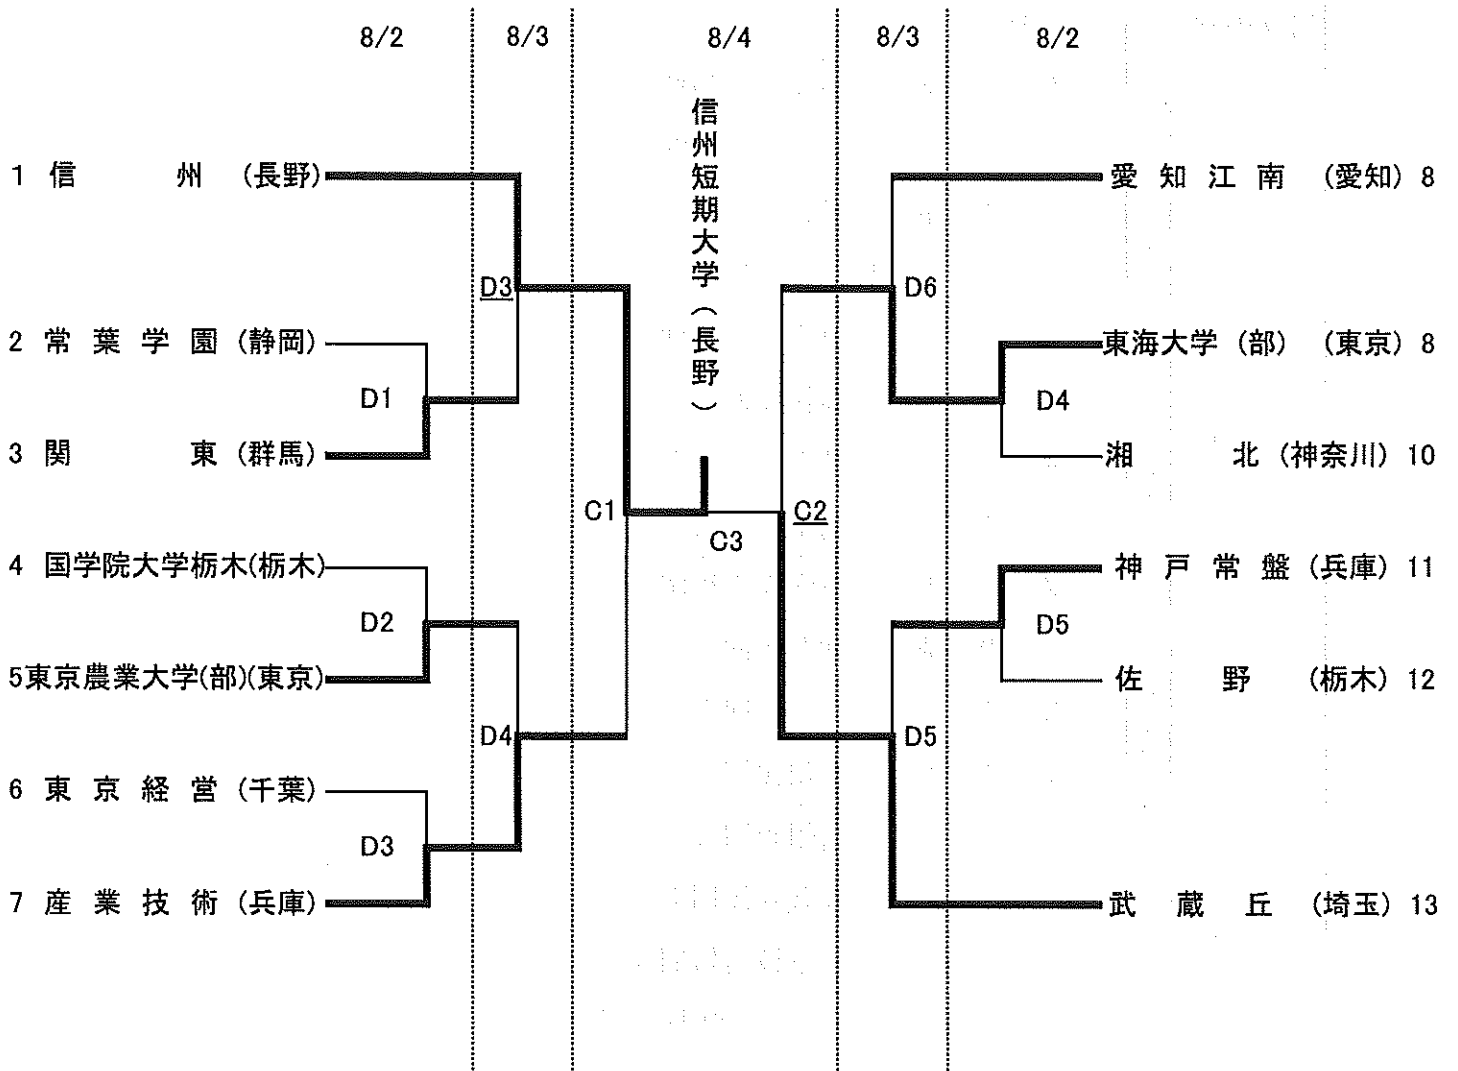 8/2 8/3 8/4 8/3 8/2
信州短期大学(長野)
1 信 州 (長野)
愛知江南 (愛知) 8
D3
D6
2 常葉学園 (静岡)
東海大学 (部) (東京) 8
D1
D4
3 関 東 (群馬)
湘 北 (神奈川) 10
C1
C2
C3
4 国学院大学栃木(栃木)
神戸常盤 (兵庫) 11
D2
D5
5東京農業大学(部)(東京)
佐 野 (栃木) 12
D4
D5
6 東京経営 (千葉)
D3
7 産業技術 (兵庫)
武蔵丘 (埼玉) 13